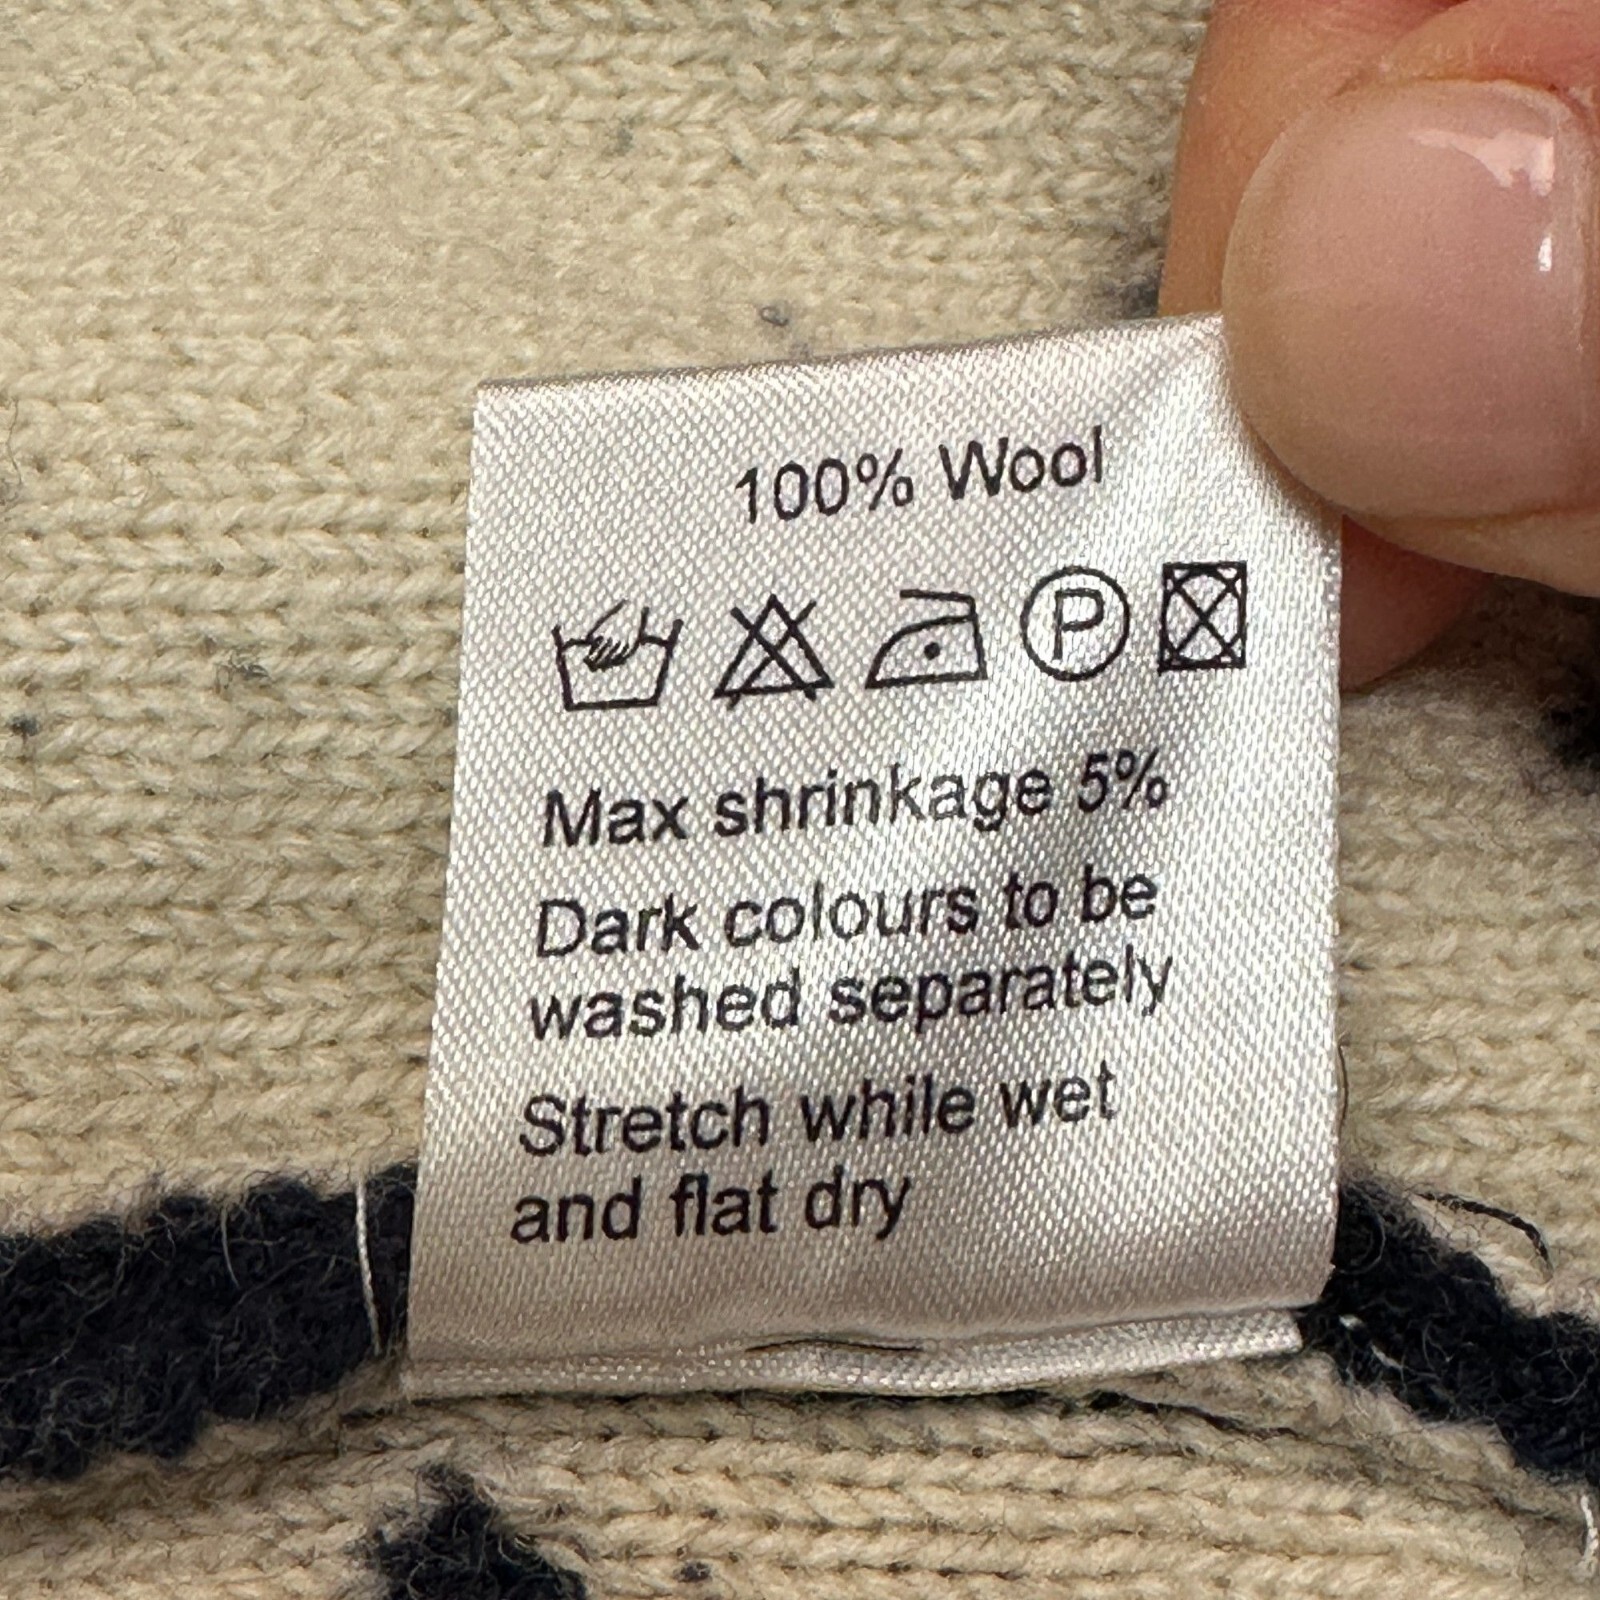 100% Wool
P
Max shrinkage 5%
Dark colours to be
washed separately
Stretch while wet
and flat dry